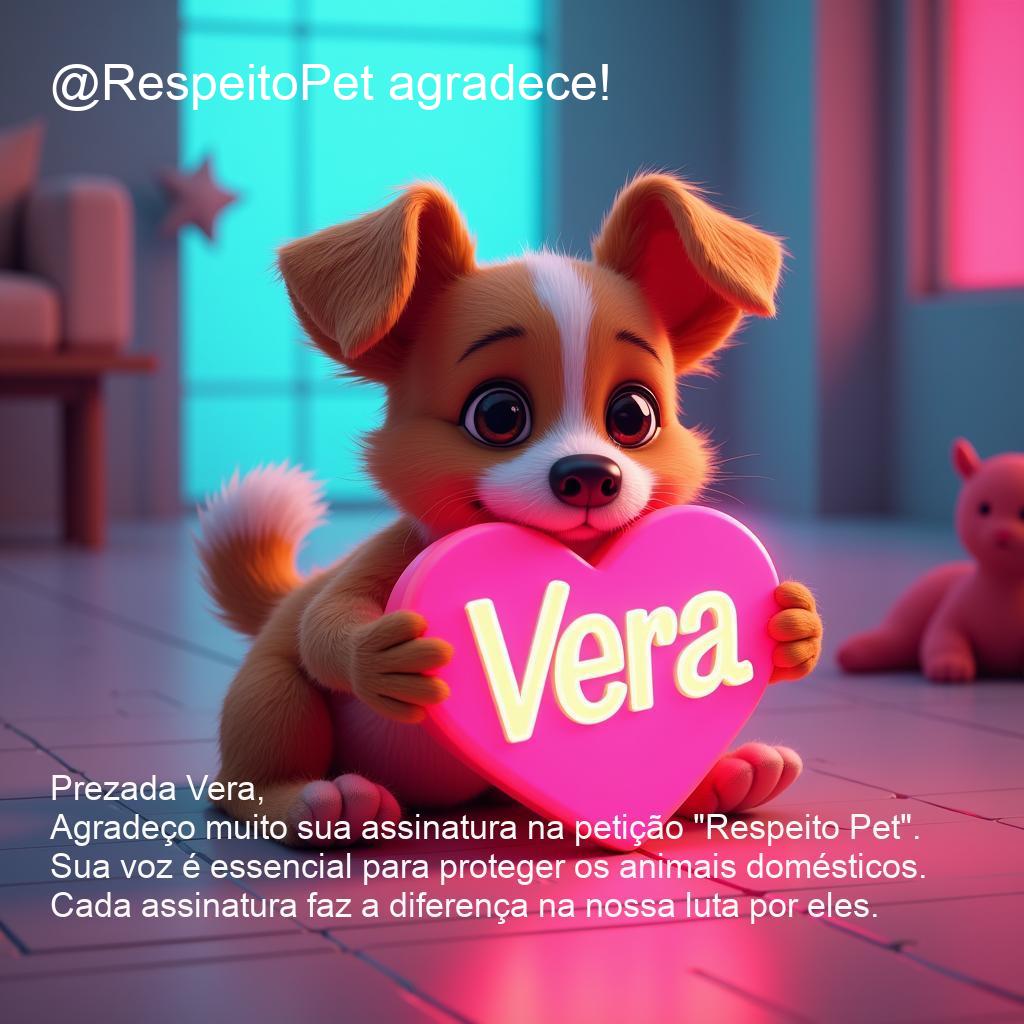 @RespeitoPet agradece!
Vera
Prezada Vera,
Agradeço muito sua assinatura na petição "Respeito Pet".
Sua voz é essencial para proteger os animais domésticos.
Cada assinatura faz a diferença na nossa luta por eles.